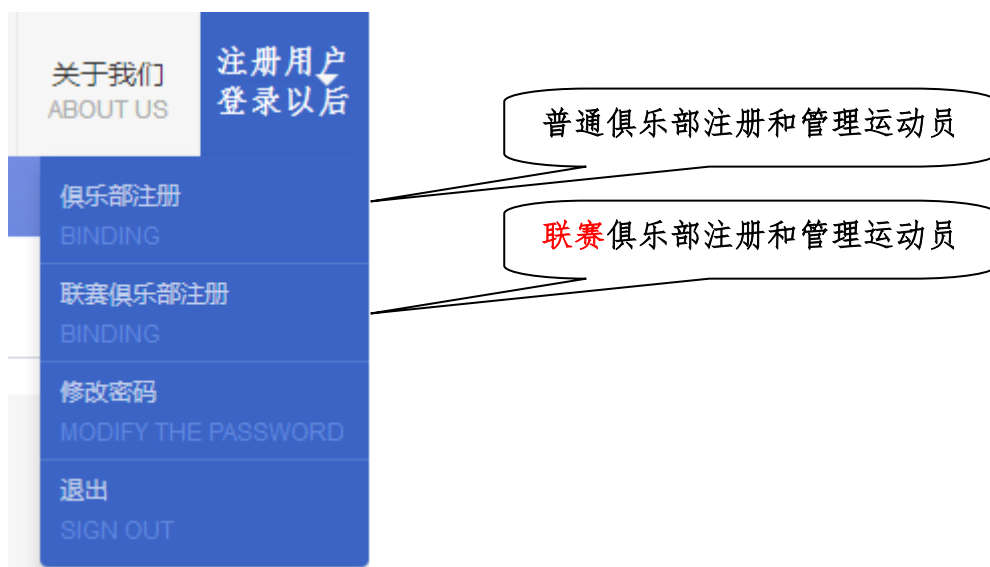 关于我们
ABOUT US
注册用户
登录以后
普通俱乐部注册和管理运动员
俱乐部注册
BINDING
联赛俱乐部注册和管理运动员
联赛俱乐部注册
BINDING
修改密码
MODIFY THE PASSWORD
退出
SIGN OUT